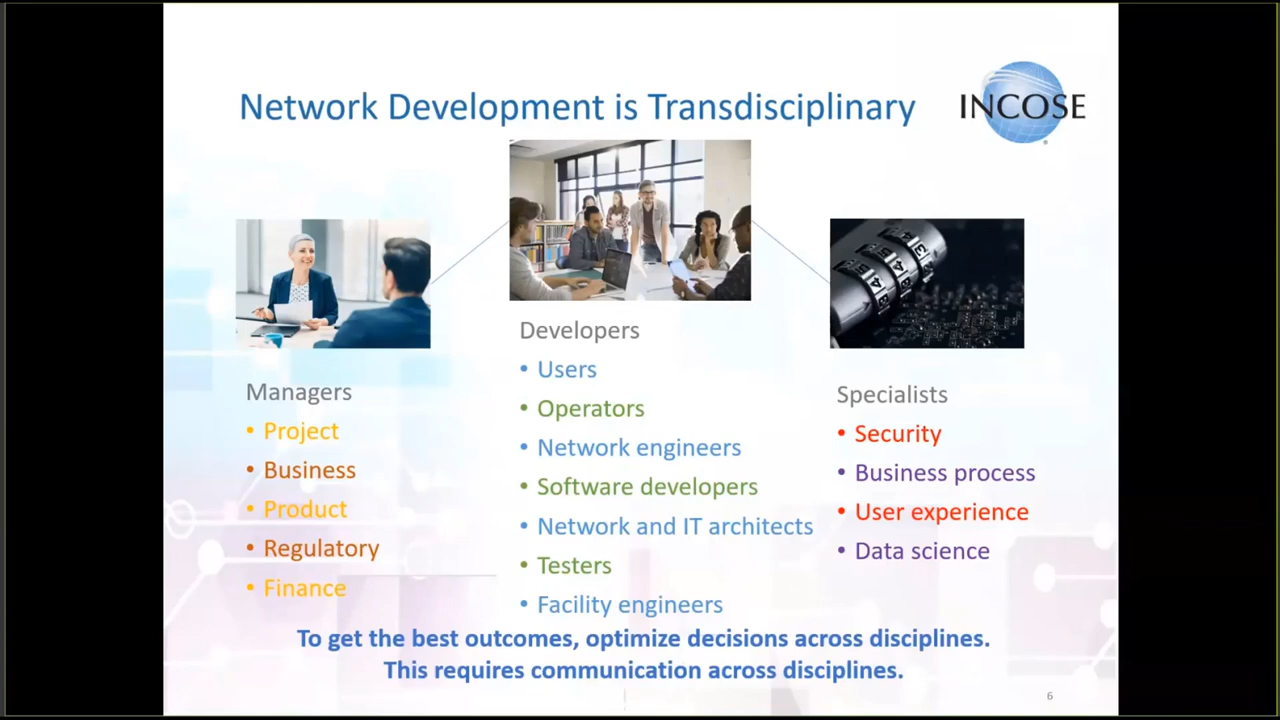 Network Development is Transdisciplinary
INCOSE
Managers
• Project
• Business
• Product
• Regulatory
• Finance
Developers
• Users
• Operators
• Network engineers
• Software developers
• Network and IT architects
• Testers
• Facility engineers
Specialists
• Security
• Business process
• User experience
• Data science
To get the best outcomes, optimize decisions across disciplines.
This requires communication across disciplines.
6